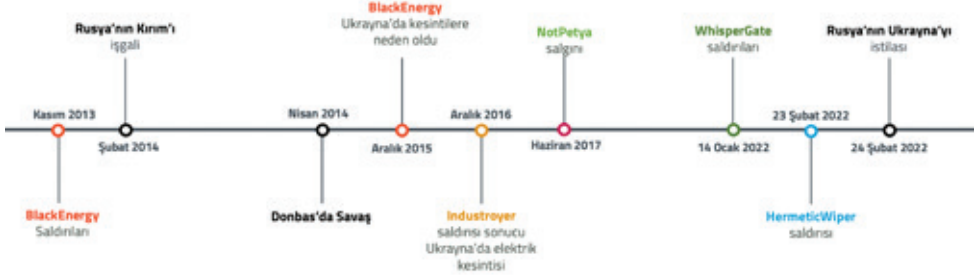 Rusya'nın Kırım'ı
işgali
BlackEnergy
Ukrayna'da kesintilere
neden oldu
NotPetya
salgını
WhisperGate
saldırıları
Rusya'nın Ukrayna'yı
istilası
Kasım 2013
Şubat 2014
Nisan 2014
Aralık 2015
Aralık 2016
Haziran 2017
14 Ocak 2022
23 Şubat 2022
24 Şubat 2022
BlackEnergy
Saldırıları
Donbas'da Savaş
Industroyer
saldırısı sonucu
Ukrayna'da elektrik
kesintisi
HermeticWiper
saldırısı